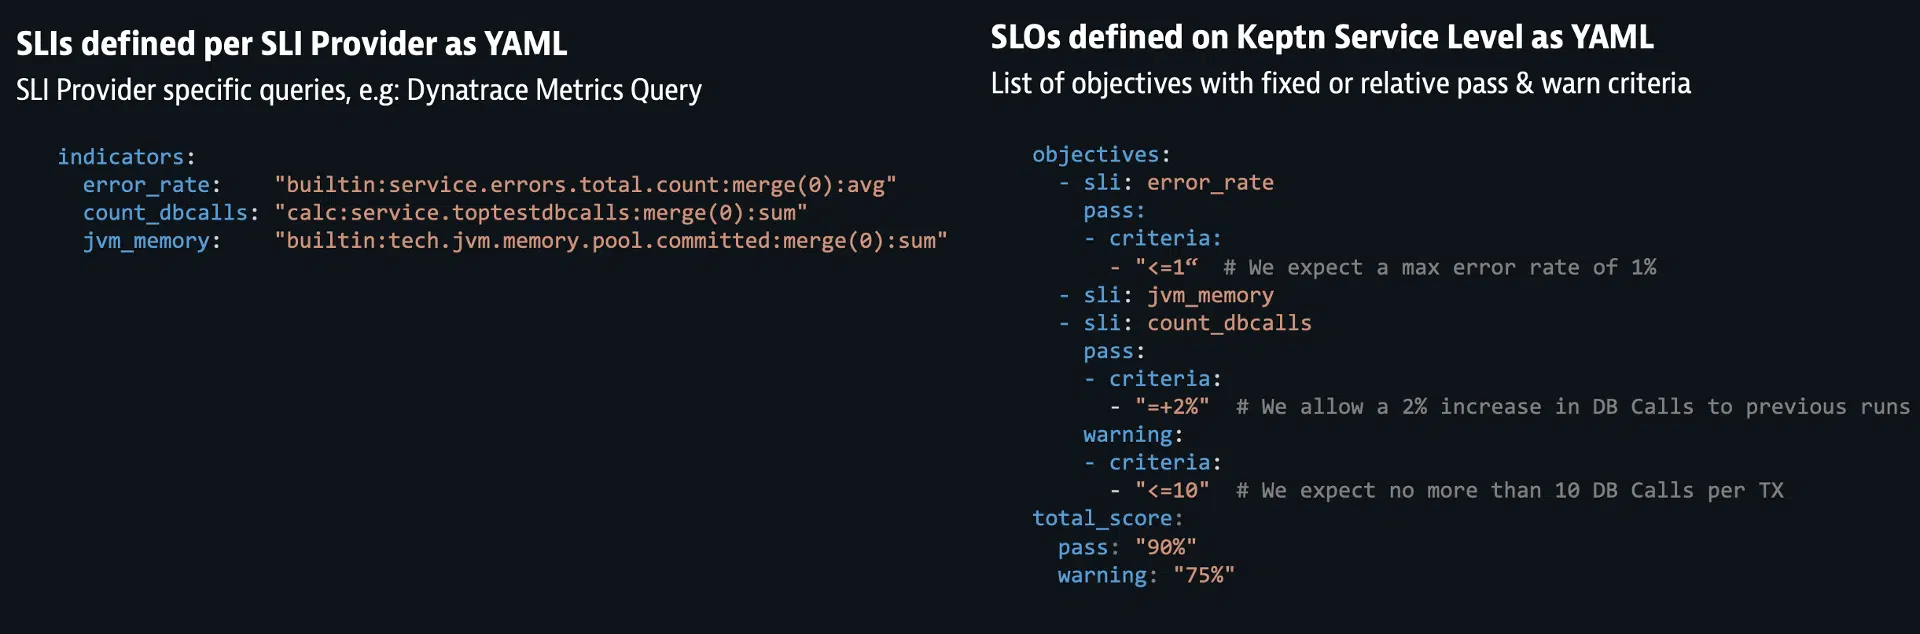 SLIs defined per SLI Provider as YAML
SLI Provider specific queries, e.g: Dynatrace Metrics Query
indicators:
  error_rate:    "builtin:service.errors.total.count:merge(0):avg"
  count_dbcalls: "calc:service.toptestdbcalls:merge(0):sum"
  jvm_memory:    "builtin:tech.jvm.memory.pool.committed:merge(0):sum"
SLOs defined on Keptn Service Level as YAML
List of objectives with fixed or relative pass & warn criteria
objectives:
  - sli: error_rate
    pass:
    - criteria:
      - "<=1“  # We expect a max error rate of 1%
  - sli: jvm_memory
  - sli: count_dbcalls
    pass:
    - criteria:
      - "=+2%"  # We allow a 2% increase in DB Calls to previous runs
    warning:
    - criteria:
      - "<=10"  # We expect no more than 10 DB Calls per TX
total_score:
  pass: "90%"
  warning: "75%"